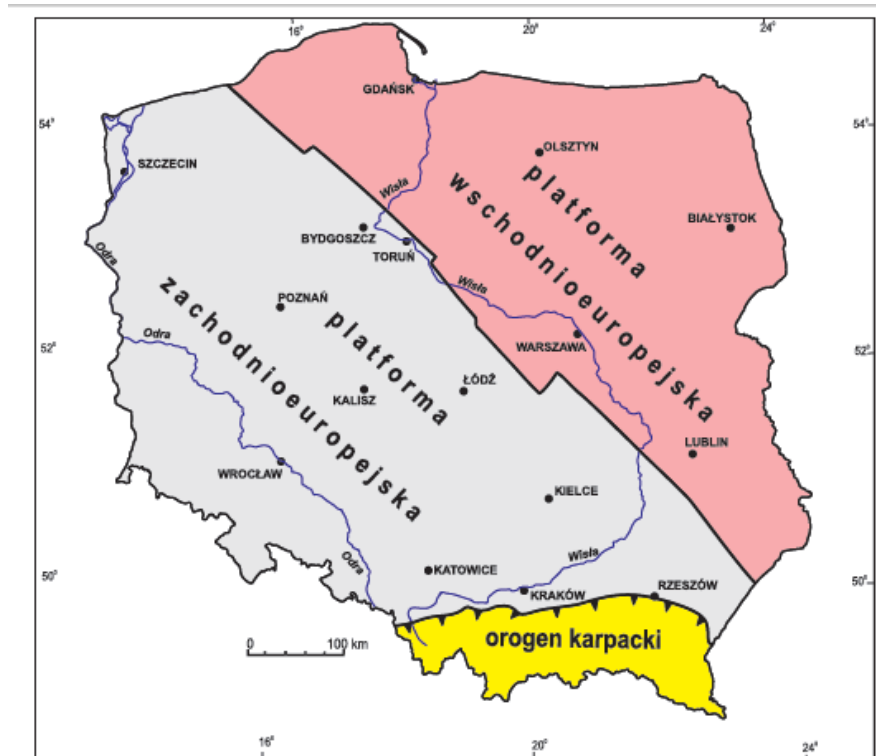 16°
20°
24°
GDAŃSK
54°
54°
OLSZTYN
SZCZECIN
platforma
wschodnioeuropejska
Wisła
BIAŁYSTOK
BYDGOSZCZ
TORUŃ
Odra
Wisła
POZNAŃ
zachodnioeuropejska
platforma
Odra
WARSZAWA
52°
52°
ŁÓDŹ
KALISZ
LUBLIN
WROCŁAW
KIELCE
Odra
Wisła
50°
KATOWICE
50°
KRAKÓW
RZESZÓW
0
100 km
orogen karpacki
16°
20°
24°